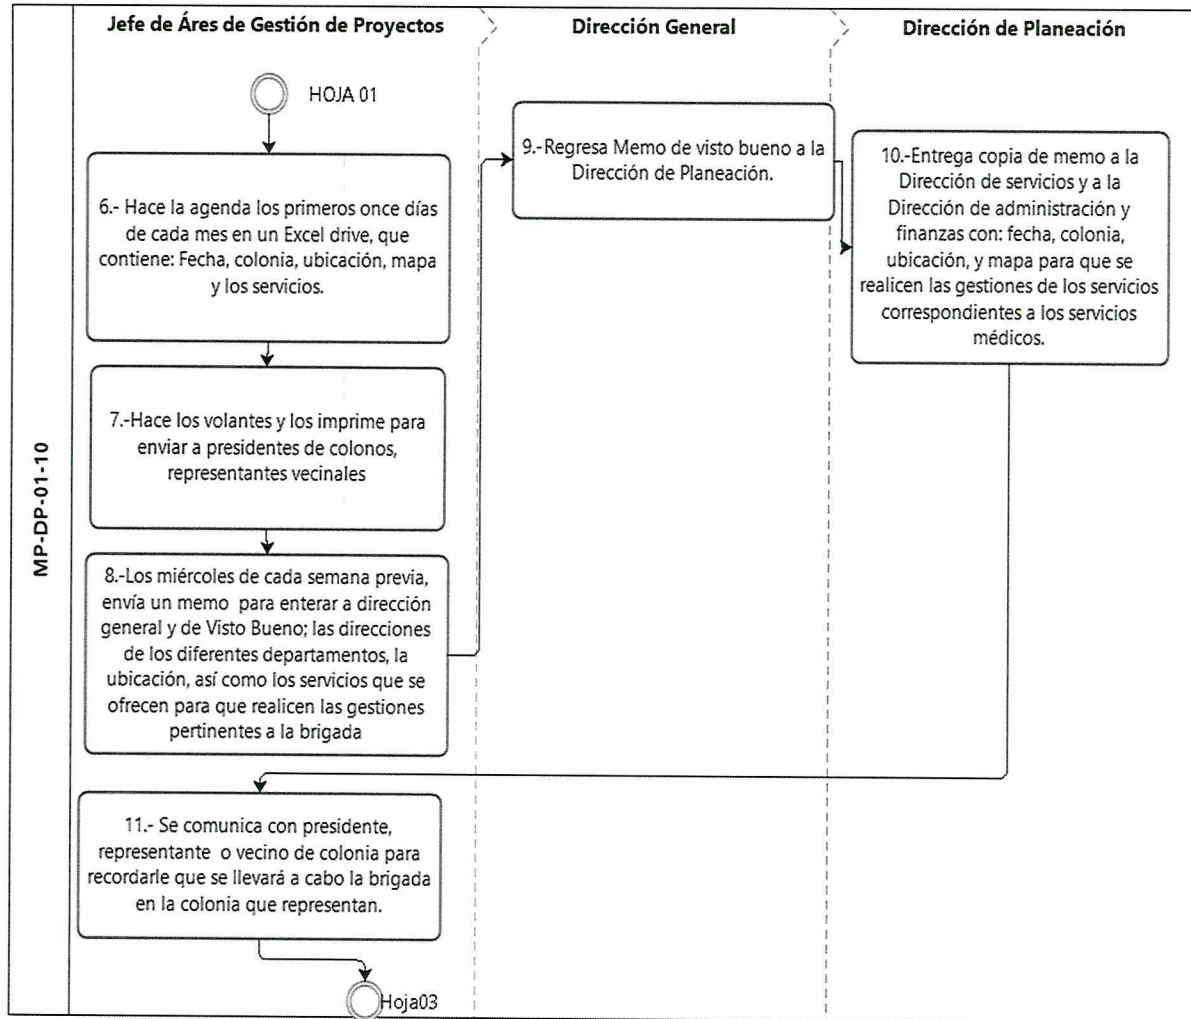 Jefe de Áres de Gestión de Proyectos
Dirección General
Dirección de Planeación
MP-DP-01-10
HOJA 01
6.- Hace la agenda los primeros once días
de cada mes en un Excel drive, que
contiene: Fecha, colonia, ubicación, mapa
y los servicios.
7.-Hace los volantes y los imprime para
enviar a presidentes de colonos,
representantes vecinales
8.-Los miércoles de cada semana previa,
envía un memo para enterar a dirección
general y de Visto Bueno; las direcciones
de los diferentes departamentos, la
ubicación, así como los servicios que se
ofrecen para que realicen las gestiones
pertinentes a la brigada
9.-Regresa Memo de visto bueno a la
Dirección de Planeación.
10.-Entrega copia de memo a la
Dirección de servicios y a la
Dirección de administración y
finanzas con: fecha, colonia,
ubicación, y mapa para que se
realicen las gestiones de los servicios
correspondientes a los servicios
médicos.
11.- Se comunica con presidente,
representante o vecino de colonia para
recordarle que se llevará a cabo la brigada
en la colonia que representan.
Hoja03